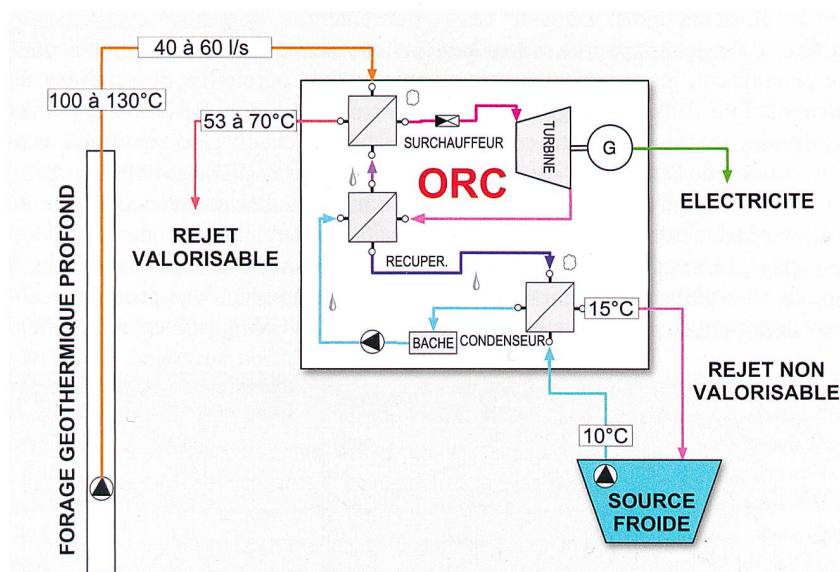 40 à 60 l/s
100 à 130°C
53 à 70°C
SURCHAUFFEUR
TURBINE
G
ORC
ELECTRICITE
REJET
VALORISABLE
RECUPER.
15°C
BACHE
CONDENSEUR
REJET NON
VALORISABLE
10°C
SOURCE
FROIDE
FORAGE GEOTHERMIQUE PROFOND